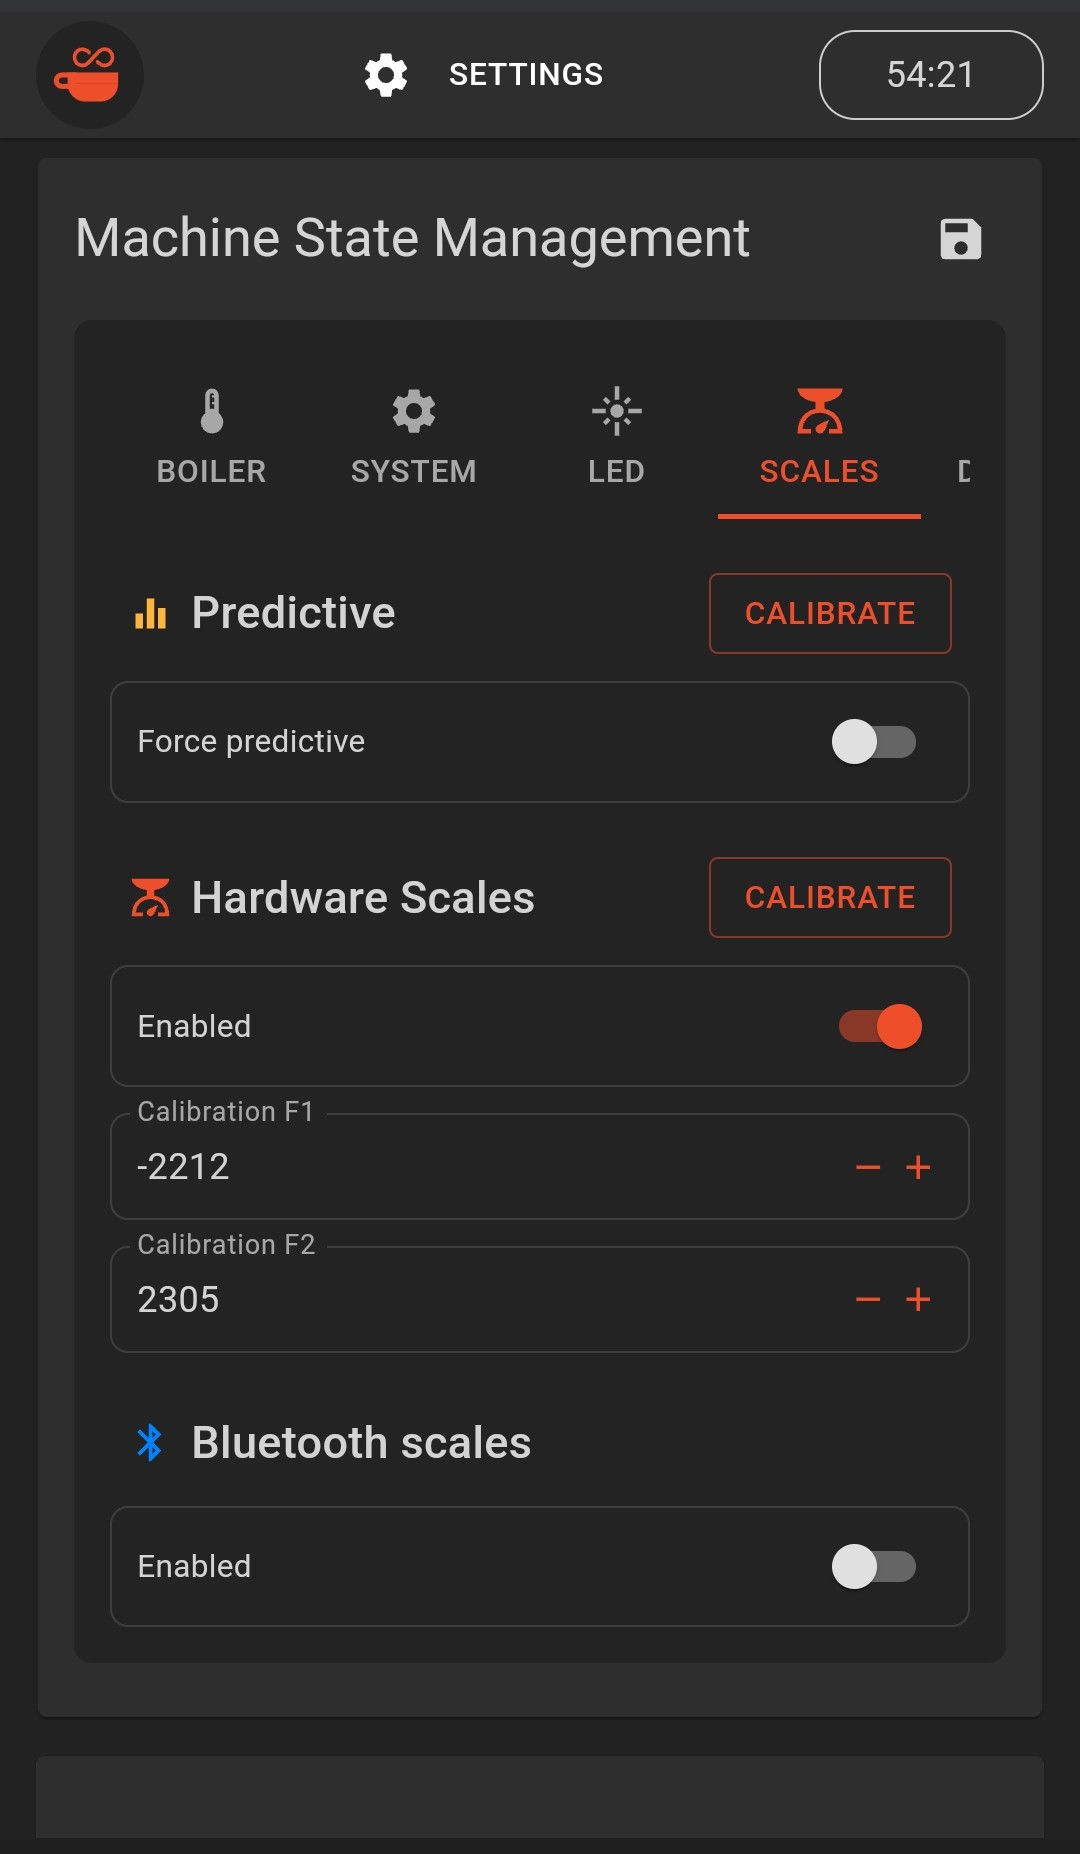 SETTINGS
54:21
Machine State Management
BOILER
SYSTEM
LED
SCALES
Predictive
CALIBRATE
Force predictive
Hardware Scales
CALIBRATE
Enabled
Calibration F1
-2212
Calibration F2
2305
Bluetooth scales
Enabled